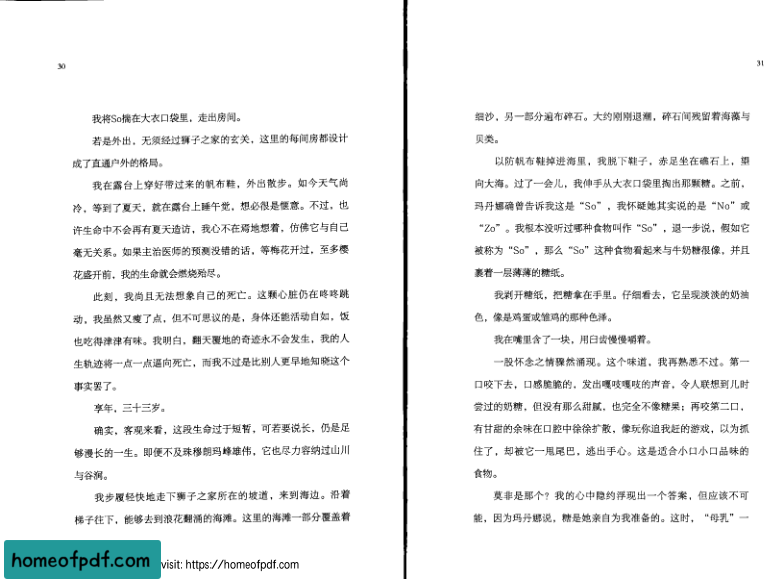 30
我将So揣在大衣口袋里，走出房间。
若是外出，无须经过狮子之家的玄关，这里的每间房都设计
成了直通户外的格局。
我在露台上穿好带过来的帆布鞋，外出散步。如今天气尚
冷，等到了夏天，就在露台上睡午觉，想必很是惬意。不过，也
许生命中不会再有夏天造访，我心不在焉地想着，仿佛它与自己
毫无关系。如果主治医师的预测没错的话，等梅花开过，至多樱
花盛开前，我的生命就会燃烧殆尽。
此刻，我尚且无法想象自己的死亡。这颗心脏仍在咚咚跳
动，我虽然又瘦了点，但不可思议的是，身体还能活动自如，饭
也吃得津津有味。我明白，翻天覆地的奇迹永不会发生，我的人
生轨迹将一点一点逼向死亡，而我不过是比别人更早地知晓这个
事实罢了。
享年，三十三岁。
确实，客观来看，这段生命过于短暂，可若要说长，仍是足
够漫长的一生。即便不及珠穆朗玛峰雄伟，它也尽力容纳过山川
与谷涧。
我步履轻快地走下狮子之家所在的坡道，来到海边。沿着
梯子往下，能够去到浪花翻涌的海滩。这里的海滩一部分覆盖着
31
细沙，另一部分遍布碎石。大约刚刚退潮，碎石间残留着海藻与
贝类。
以防帆布鞋掉进海里，我脱下鞋子，赤足坐在礁石上，望
向大海。过了一会儿，我伸手从大衣口袋里掏出那颗糖。之前，
玛丹娜确曾告诉我这是“So”，我怀疑她其实说的是“No”或
“Zo”。我根本没听过哪种食物叫作“So”，退一步说，假如它
被称为“So”，那么“So”这种食物看起来与牛奶糖很像，并且
裹着一层薄薄的糖纸。
我剥开糖纸，把糖拿在手里。仔细看去，它呈现淡淡的奶油
色，像是鸡蛋或雏鸡的那种色泽。
我在嘴里含了一块，用臼齿慢慢嚼着。
一股怀念之情骤然涌现。这个味道，我再熟悉不过。第一
口咬下去，口感脆脆的，发出嘎吱嘎吱的声音，令人联想到儿时
尝过的奶糖，但没有那么甜腻，也完全不像糖果；再咬第二口，
有甘甜的余味在口腔中徐徐扩散，像玩你追我赶的游戏，以为抓
住了，却被它一甩尾巴，逃出手心。这是适合小口小口品味的
食物。
莫非是那个？我的心中隐约浮现出一个答案，但应该不可
能，因为玛丹娜说，糖是她亲自为我准备的。这时，“母乳”一
homeofpdf.com
visit: https://homeofpdf.com